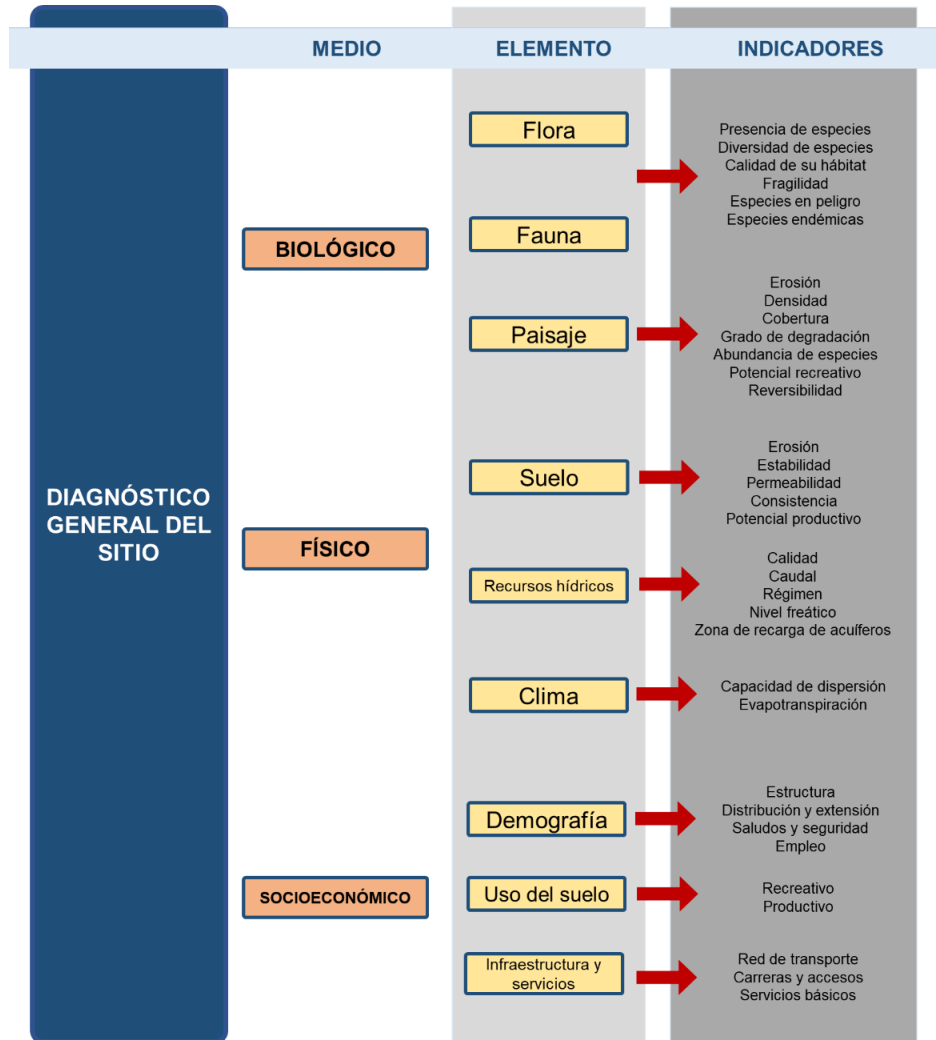 MEDIO
ELEMENTO
INDICADORES
DIAGNÓSTICO
GENERAL DEL
SITIO
BIOLÓGICO
Flora
Fauna
Presencia de especies
Diversidad de especies
Calidad de su hábitat
Fragilidad
Especies en peligro
Especies endémicas
Paisaje
Erosión
Densidad
Cobertura
Grado de degradación
Abundancia de especies
Potencial recreativo
Reversibilidad
FÍSICO
Suelo
Erosión
Estabilidad
Permeabilidad
Consistencia
Potencial productivo
Recursos hídricos
Calidad
Caudal
Régimen
Nivel freático
Zona de recarga de acuíferos
Clima
Capacidad de dispersión
Evapotranspiración
SOCIOECONÓMICO
Demografía
Estructura
Distribución y extensión
Saludos y seguridad
Empleo
Uso del suelo
Recreativo
Productivo
Infraestructura y
servicios
Red de transporte
Carreras y accesos
Servicios básicos